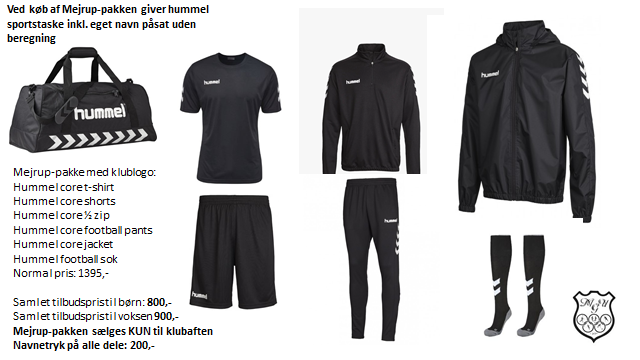 Ved køb af Mejrup-pakken giver hummel
sportstaske inkl. eget navn påsat uden
beregning
hummel
hummel
hummel
hummel
Mejrup-pakke med klublogo:
Hummel core t-shirt
Hummel core shorts
Hummel core ½ zip
Hummel core football pants
Hummel core jacket
Hummel football sok
Normal pris: 1395,-
Samlet tilbudspris til børn: 800,-
Samlet tilbudspris til voksen 900,-
Mejrup-pakken sælges KUN til klubaften
Navnetryk på alle dele: 200,-